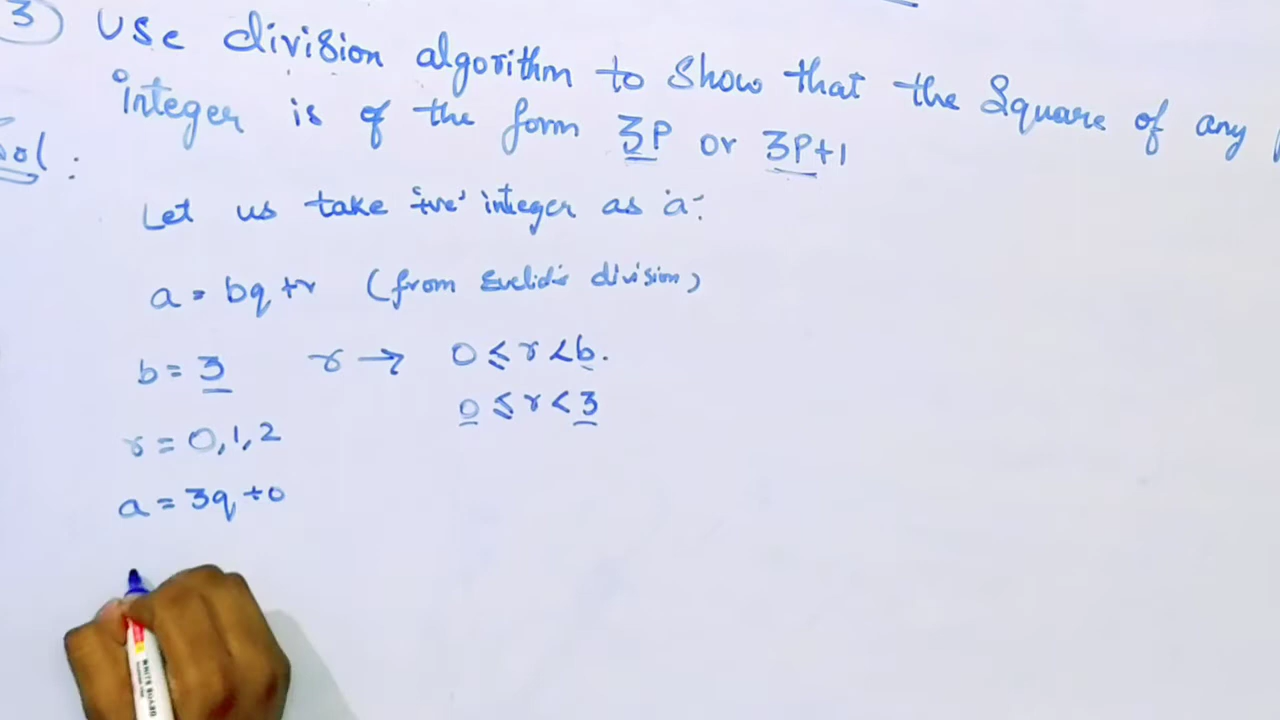 3 Use division algorithm to show that the Square of any
integer is of the form 3P or 3P+1
Sol:
Let us take '+ve' integer as 'a'.
a = bq+r (from Euclid's division)
b = 3 r → 0 ≤ r < b.
0 ≤ r < 3
r = 0,1,2
a = 3q+0
WHITE BOARD